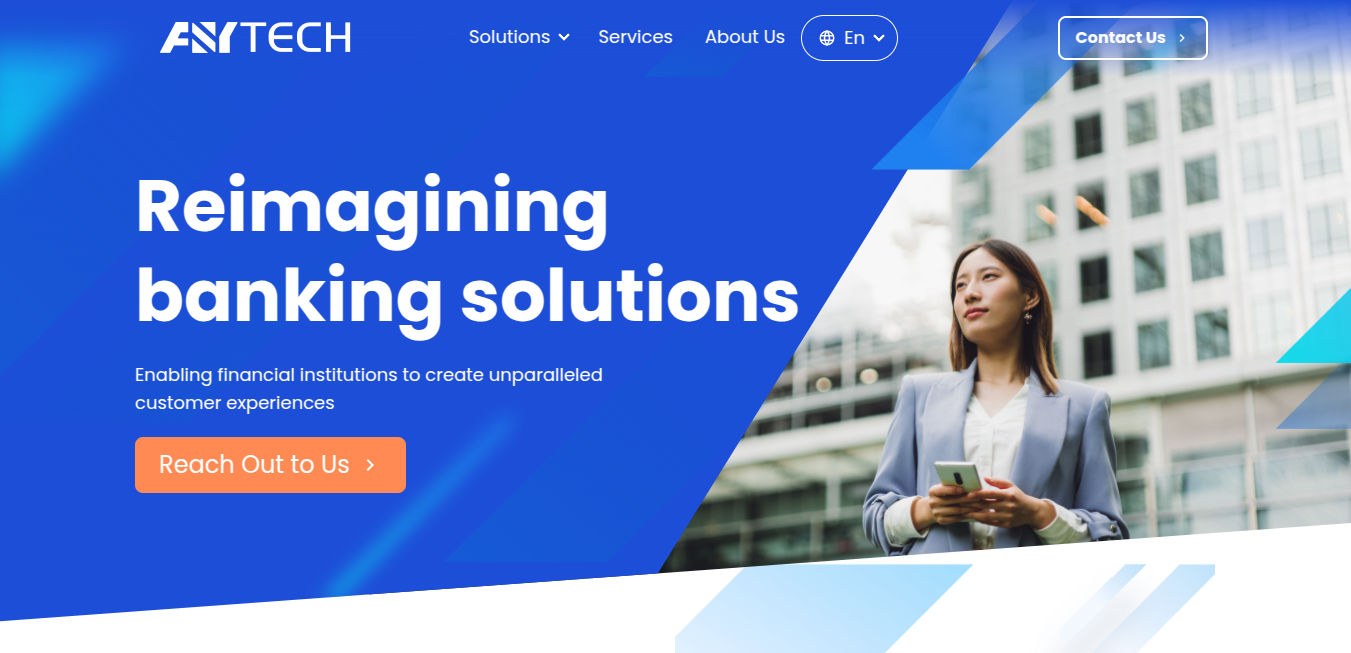 ANYTECH
Solutions
Services
About Us
En
Contact Us
Reimagining
banking solutions
Enabling financial institutions to create unparalleled
customer experiences
Reach Out to Us